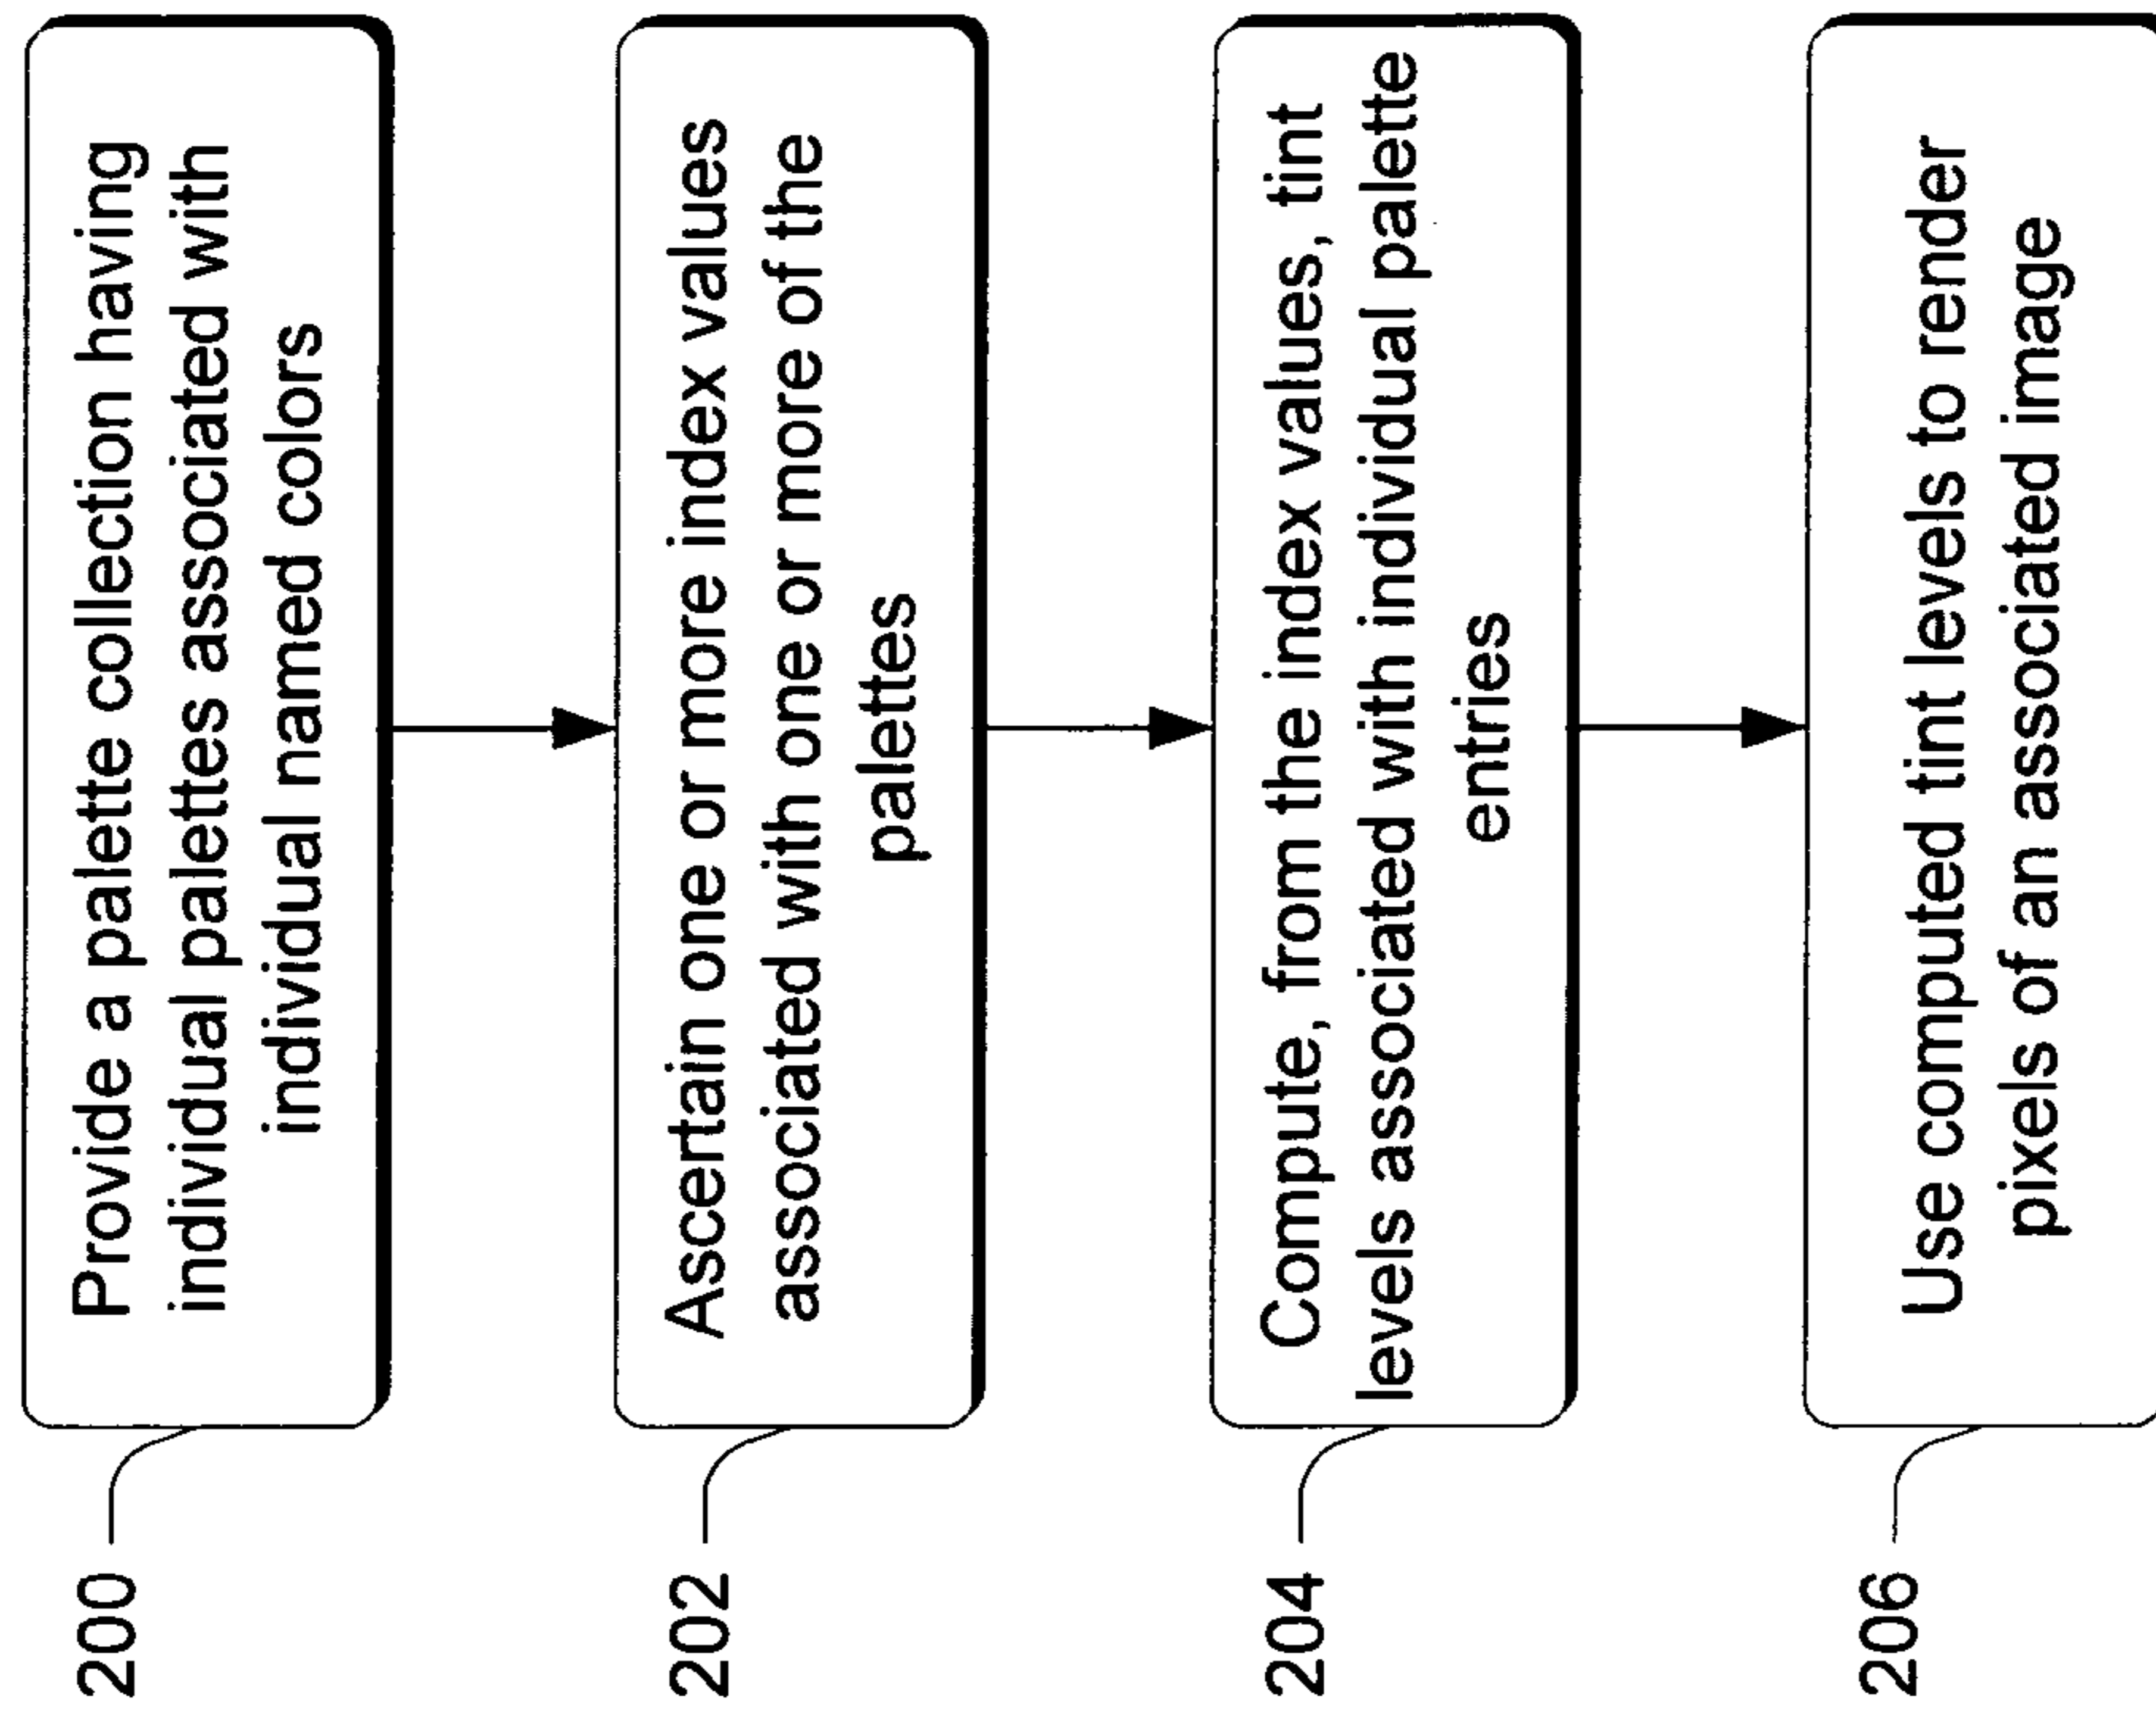 200
Provide a palette collection having
individual palettes associated with
individual named colors
202
Ascertain one or more index values
associated with one or more of the
palettes
204
Compute, from the index values, tint
levels associated with individual palette
entries
206
Use computed tint levels to render
pixels of an associated image